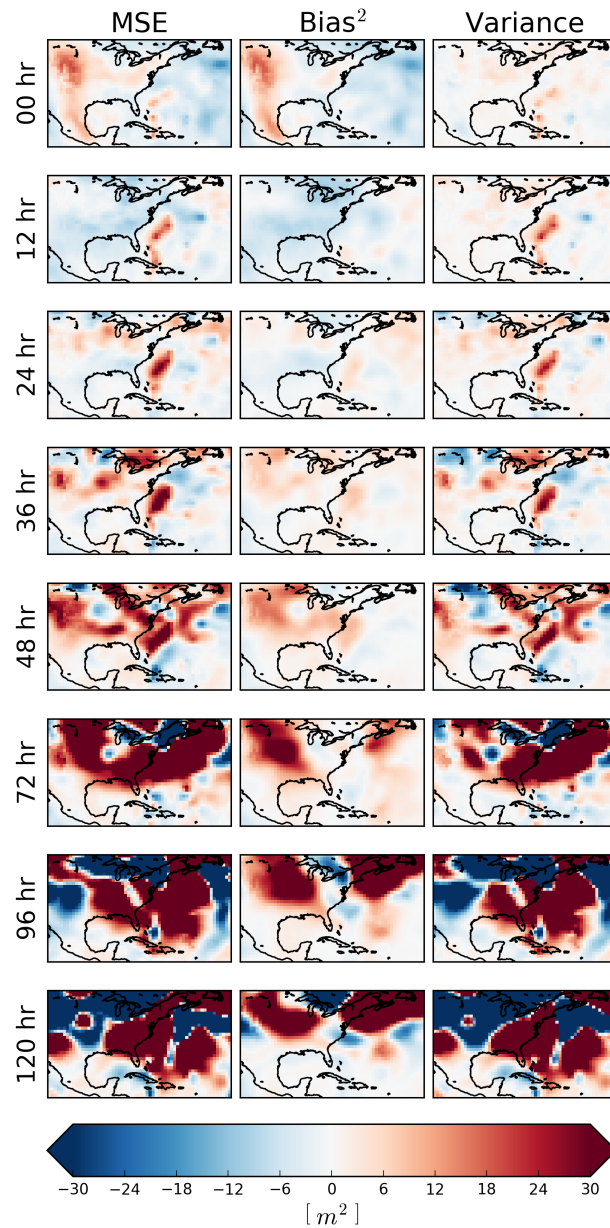 MSE Bias² Variance
00 hr
12 hr
24 hr
36 hr
48 hr
72 hr
96 hr
120 hr
−30 −24 −18 −12 −6 0 6 12 18 24 30
[ m² ]